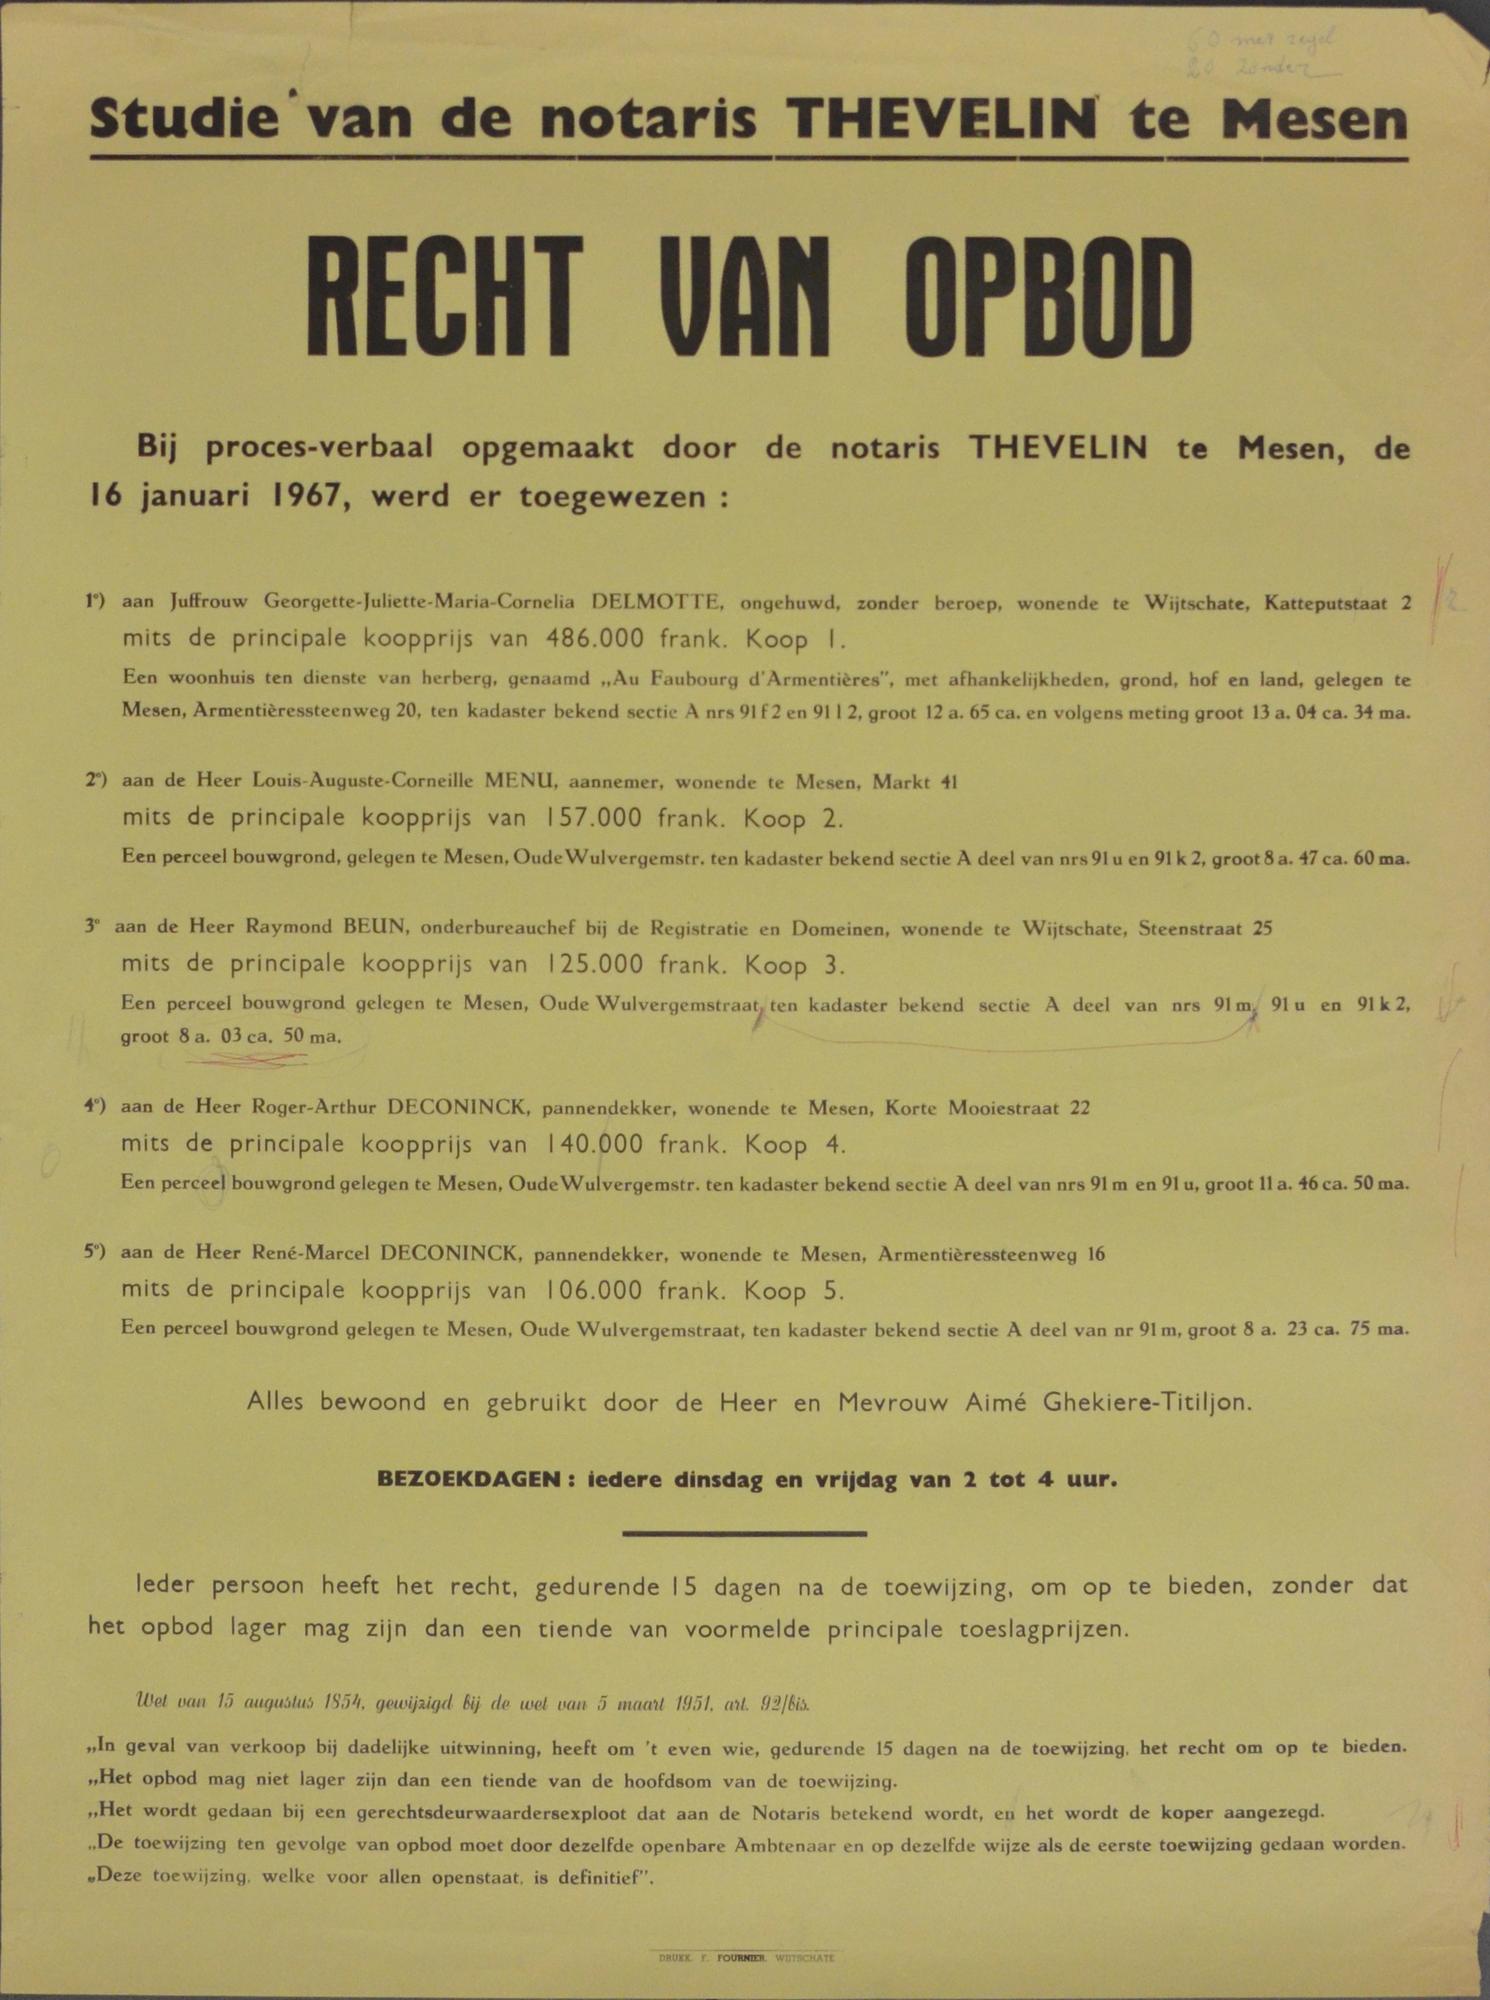 60 met zegel
20 zonder
Studie van de notaris THEVELIN te Mesen
RECHT VAN OPBOD
Bij proces-verbaal opgemaakt door de notaris THEVELIN te Mesen, de
16 januari 1967, werd er toegewezen :
1°) aan Juffrouw Georgette-Juliette-Maria-Cornelia DELMOTTE, ongehuwd, zonder beroep, wonende te Wijtschate, Katteputstaat 2
mits de principale koopprijs van 486.000 frank. Koop 1.
Een woonhuis ten dienste van herberg, genaamd „Au Faubourg d'Armentières", met afhankelijkheden, grond, hof en land, gelegen te
Mesen, Armentièressteenweg 20, ten kadaster bekend sectie A nrs 91 f 2 en 91 l 2, groot 12 a. 65 ca. en volgens meting groot 13 a. 04 ca. 34 ma.
2°) aan de Heer Louis-Auguste-Corneille MENU, aannemer, wonende te Mesen, Markt 41
mits de principale koopprijs van 157.000 frank. Koop 2.
Een perceel bouwgrond, gelegen te Mesen, Oude Wulvergemstr. ten kadaster bekend sectie A deel van nrs 91 u en 91 k 2, groot 8 a. 47 ca. 60 ma.
3° aan de Heer Raymond BEUN, onderbureauchef bij de Registratie en Domeinen, wonende te Wijtschate, Steenstraat 25
mits de principale koopprijs van 125.000 frank. Koop 3.
Een perceel bouwgrond gelegen te Mesen, Oude Wulvergemstraat, ten kadaster bekend sectie A deel van nrs 91 m, 91 u en 91 k 2,
groot 8 a. 03 ca. 50 ma.
4°) aan de Heer Roger-Arthur DECONINCK, pannendekker, wonende te Mesen, Korte Mooiestraat 22
mits de principale koopprijs van 140.000 frank. Koop 4.
Een perceel bouwgrond gelegen te Mesen, Oude Wulvergemstr. ten kadaster bekend sectie A deel van nrs 91 m en 91 u, groot 11 a. 46 ca. 50 ma.
5°) aan de Heer René-Marcel DECONINCK, pannendekker, wonende te Mesen, Armentièressteenweg 16
mits de principale koopprijs van 106.000 frank. Koop 5.
Een perceel bouwgrond gelegen te Mesen, Oude Wulvergemstraat, ten kadaster bekend sectie A deel van nr 91 m, groot 8 a. 23 ca. 75 ma.
Alles bewoond en gebruikt door de Heer en Mevrouw Aimé Ghekiere-Titiljon.
BEZOEKDAGEN : iedere dinsdag en vrijdag van 2 tot 4 uur.
Ieder persoon heeft het recht, gedurende 15 dagen na de toewijzing, om op te bieden, zonder dat
het opbod lager mag zijn dan een tiende van voormelde principale toeslagprijzen.
Wet van 15 augustus 1854, gewijzigd bij de wet van 5 maart 1951, art. 92/bis.
„In geval van verkoop bij dadelijke uitwinning, heeft om 't even wie, gedurende 15 dagen na de toewijzing, het recht om op te bieden.
„Het opbod mag niet lager zijn dan een tiende van de hoofdsom van de toewijzing.
„Het wordt gedaan bij een gerechtsdeurwaardersexploot dat aan de Notaris betekend wordt, en het wordt de koper aangezegd.
„De toewijzing ten gevolge van opbod moet door dezelfde openbare Ambtenaar en op dezelfde wijze als de eerste toewijzing gedaan worden.
„Deze toewijzing, welke voor allen openstaat, is definitief".
DRUKK. F. FOURNIER, WIJTSCHATE